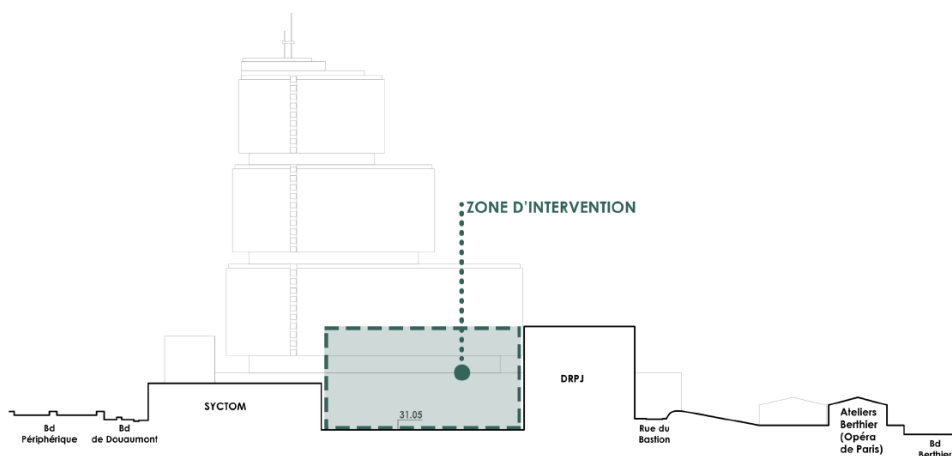 ZONE D'INTERVENTION
DRPJ
SYCTOM
31.05
Bd
Périphérique
Bd
de Douaumont
Rue du
Bastion
Ateliers
Berthier
(Opéra
de Paris)
Bd
Berthier